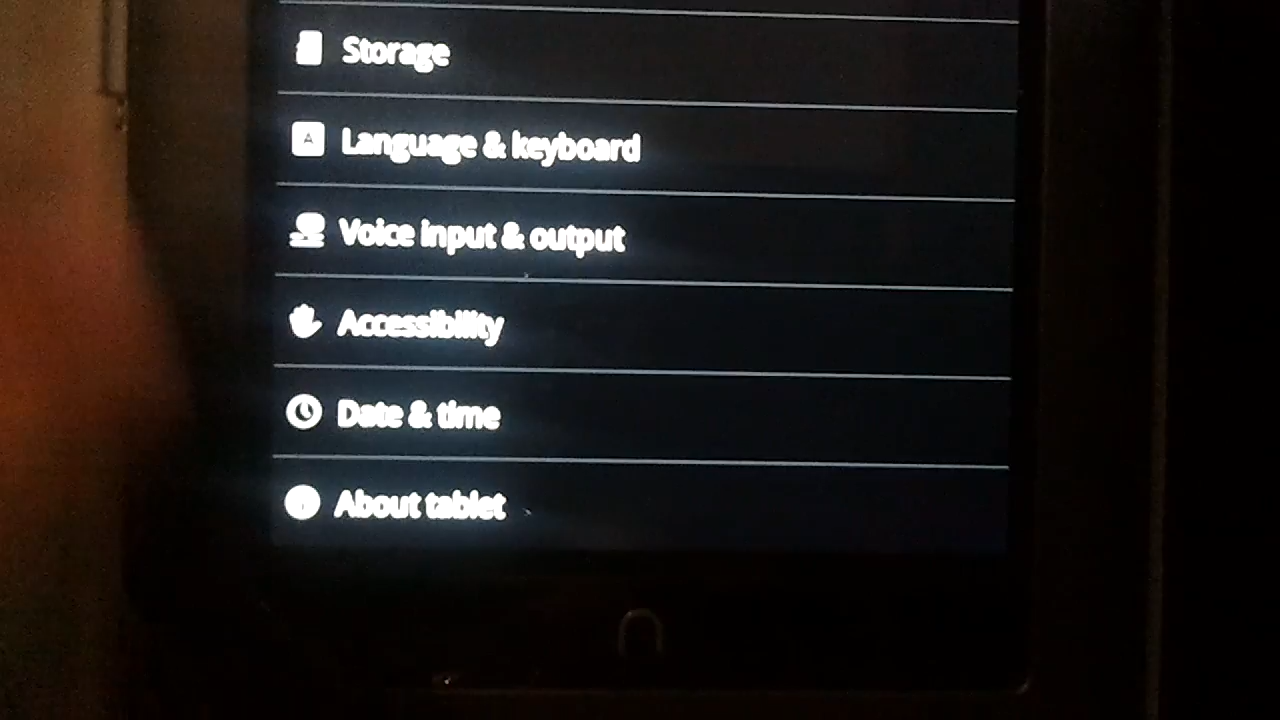 Storage
Language & keyboard
Voice input & output
Accessibility
Date & time
About tablet